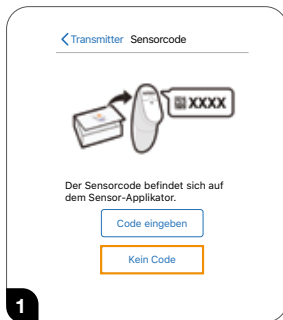 Transmitter Sensorcode
XXXX
Der Sensorcode befindet sich auf
dem Sensor-Applikator.
Code eingeben
Kein Code
1